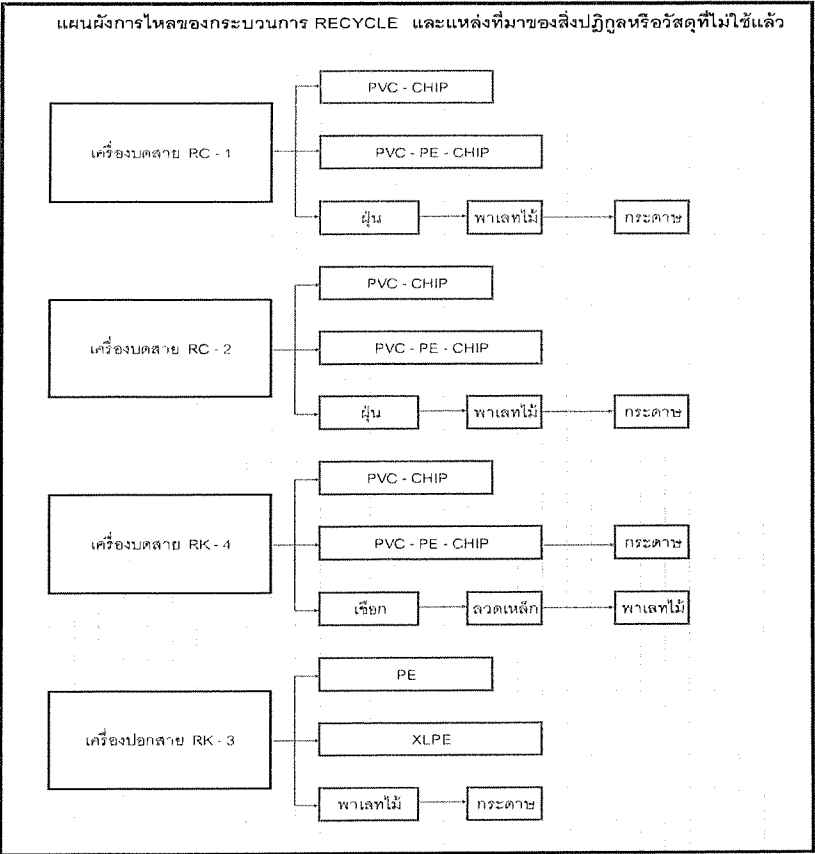 แผนผังการไหลของกระบวนการ RECYCLE และแหล่งที่มาของสิ่งปฏิกูลหรือวัสดุที่ไม่ใช้แล้ว
PVC - CHIP
เครื่องบดสาย RC - 1
PVC - PE - CHIP
ฝุ่น พาเลทไม้ กระดาษ
PVC - CHIP
เครื่องบดสาย RC - 2
PVC - PE - CHIP
ฝุ่น พาเลทไม้ กระดาษ
PVC - CHIP
เครื่องบดสาย RK - 4
PVC - PE - CHIP กระดาษ
เชือก ลวดเหล็ก พาเลทไม้
PE
เครื่องปอกสาย RK - 3
XLPE
พาเลทไม้ กระดาษ